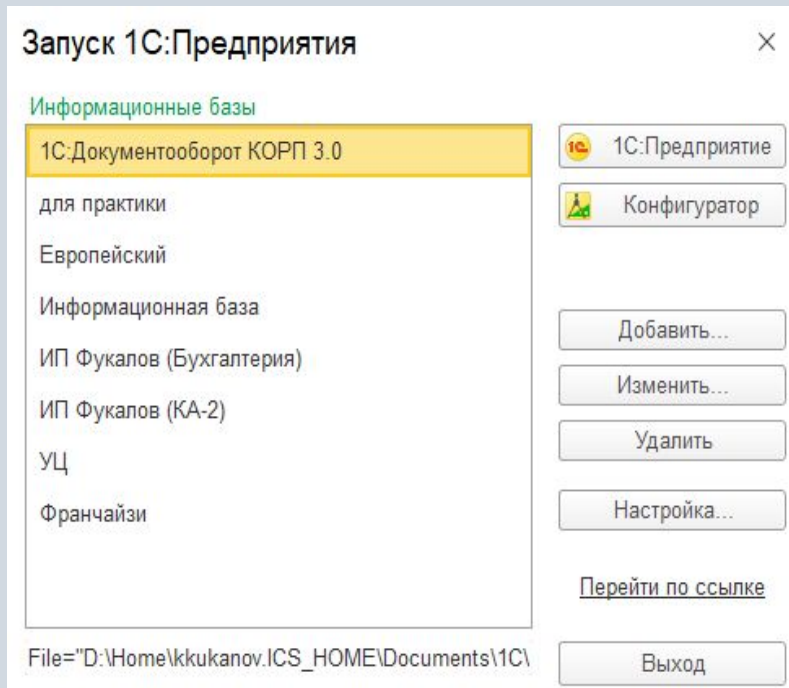 Запуск 1С:Предприятия
Информационные базы
1С:Документооборот КОРП 3.0
для практики
Европейский
Информационная база
ИП Фукалов (Бухгалтерия)
ИП Фукалов (КА-2)
УЦ
Франчайзи
File="D:\Home\kkukanov.ICS_HOME\Documents\1C\
1С:Предприятие
Конфигуратор
Добавить...
Изменить...
Удалить
Настройка...
Перейти по ссылке
Выход